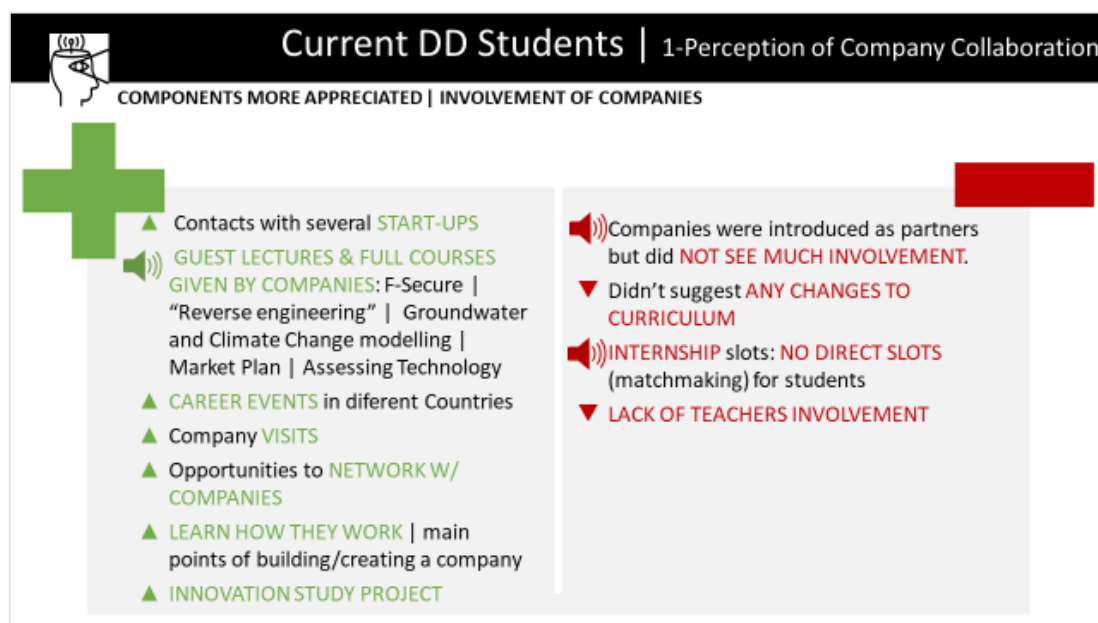 Current DD Students | 1-Perception of Company Collaboration
COMPONENTS MORE APPRECIATED | INVOLVEMENT OF COMPANIES
Contacts with several START-UPS
GUEST LECTURES & FULL COURSES
GIVEN BY COMPANIES: F-Secure |
“Reverse engineering” | Groundwater
and Climate Change modelling |
Market Plan | Assessing Technology
CAREER EVENTS in diferent Countries
Company VISITS
Opportunities to NETWORK W/
COMPANIES
LEARN HOW THEY WORK | main
points of building/creating a company
INNOVATION STUDY PROJECT
Companies were introduced as partners
but did NOT SEE MUCH INVOLVEMENT.
Didn’t suggest ANY CHANGES TO
CURRICULUM
INTERNSHIP slots: NO DIRECT SLOTS
(matchmaking) for students
LACK OF TEACHERS INVOLVEMENT